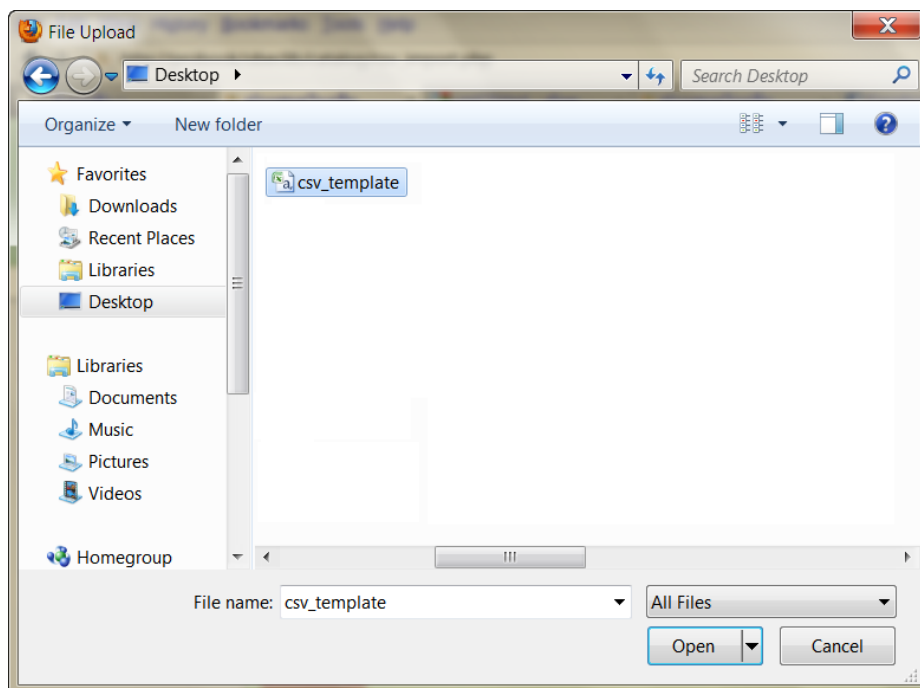 File Upload
Desktop
Search Desktop
Organize
New folder
Favorites
Downloads
Recent Places
Libraries
Desktop
Libraries
Documents
Music
Pictures
Videos
Homegroup
csv_template
File name: csv_template
All Files
Open
Cancel